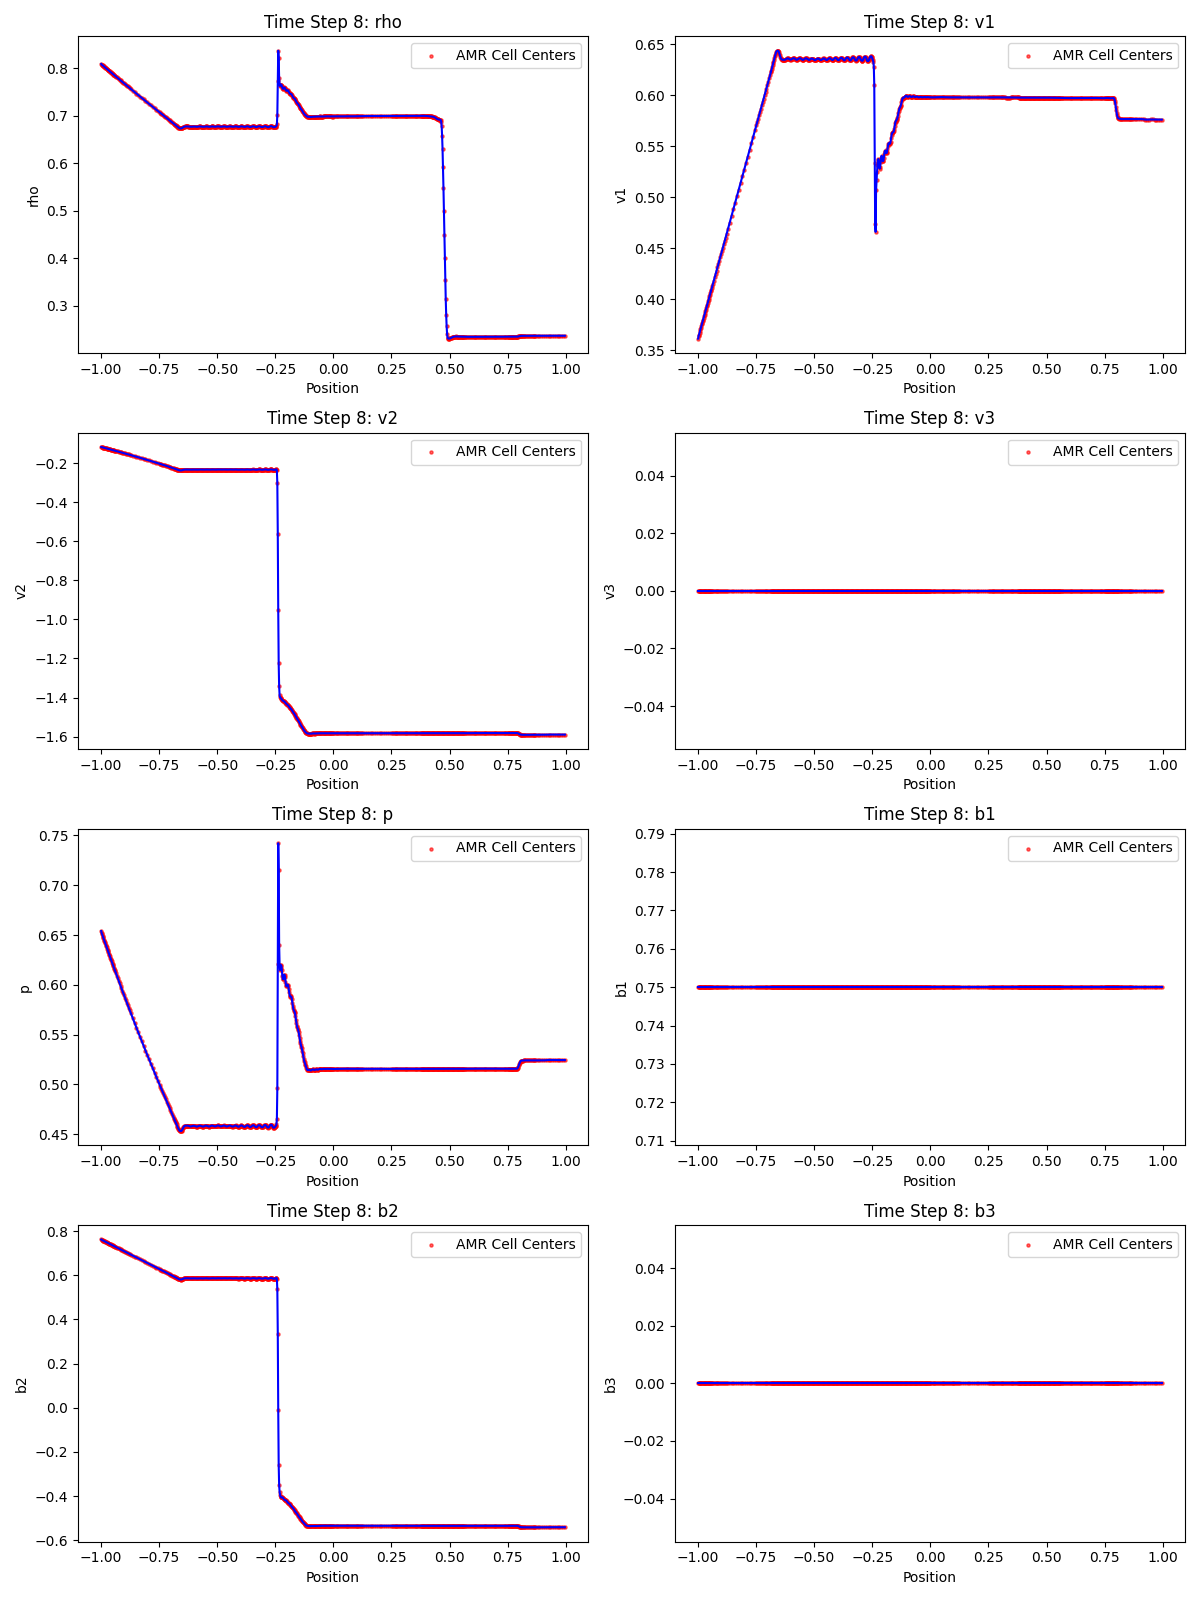 Time Step 8: rho
AMR Cell Centers
0.8
0.7
0.6
0.5
0.4
0.3
rho
−1.00 −0.75 −0.50 −0.25 0.00 0.25 0.50 0.75 1.00
Position
Time Step 8: v1
AMR Cell Centers
0.65
0.60
0.55
0.50
0.45
0.40
0.35
v1
−1.00 −0.75 −0.50 −0.25 0.00 0.25 0.50 0.75 1.00
Position
Time Step 8: v2
AMR Cell Centers
−0.2
−0.4
−0.6
−0.8
−1.0
−1.2
−1.4
−1.6
v2
−1.00 −0.75 −0.50 −0.25 0.00 0.25 0.50 0.75 1.00
Position
Time Step 8: v3
AMR Cell Centers
0.04
0.02
0.00
−0.02
−0.04
v3
−1.00 −0.75 −0.50 −0.25 0.00 0.25 0.50 0.75 1.00
Position
Time Step 8: p
AMR Cell Centers
0.75
0.70
0.65
0.60
0.55
0.50
0.45
p
−1.00 −0.75 −0.50 −0.25 0.00 0.25 0.50 0.75 1.00
Position
Time Step 8: b1
AMR Cell Centers
0.79
0.78
0.77
0.76
0.75
0.74
0.73
0.72
0.71
b1
−1.00 −0.75 −0.50 −0.25 0.00 0.25 0.50 0.75 1.00
Position
Time Step 8: b2
AMR Cell Centers
0.8
0.6
0.4
0.2
0.0
−0.2
−0.4
−0.6
b2
−1.00 −0.75 −0.50 −0.25 0.00 0.25 0.50 0.75 1.00
Position
Time Step 8: b3
AMR Cell Centers
0.04
0.02
0.00
−0.02
−0.04
b3
−1.00 −0.75 −0.50 −0.25 0.00 0.25 0.50 0.75 1.00
Position